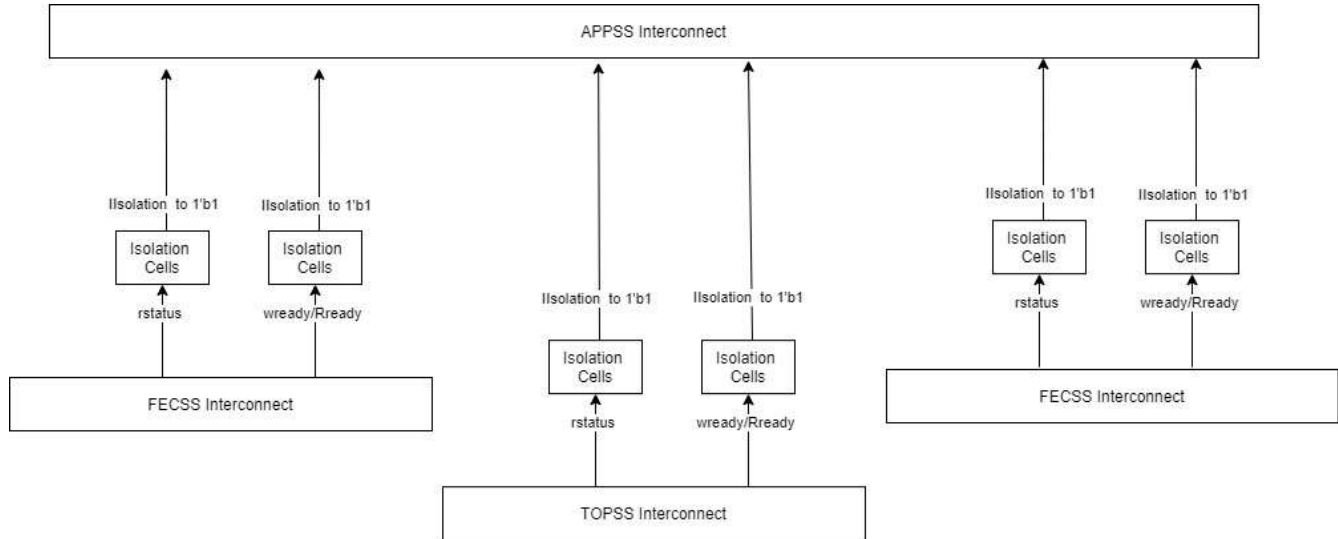 APPSS Interconnect
IIsolation to 1'b1
IIsolation to 1'b1
Isolation
Cells
Isolation
Cells
rstatus
wready/Rready
FECSS Interconnect
IIsolation to 1'b1
IIsolation to 1'b1
Isolation
Cells
Isolation
Cells
rstatus
wready/Rready
TOPSS Interconnect
IIsolation to 1'b1
IIsolation to 1'b1
Isolation
Cells
Isolation
Cells
rstatus
wready/Rready
FECSS Interconnect